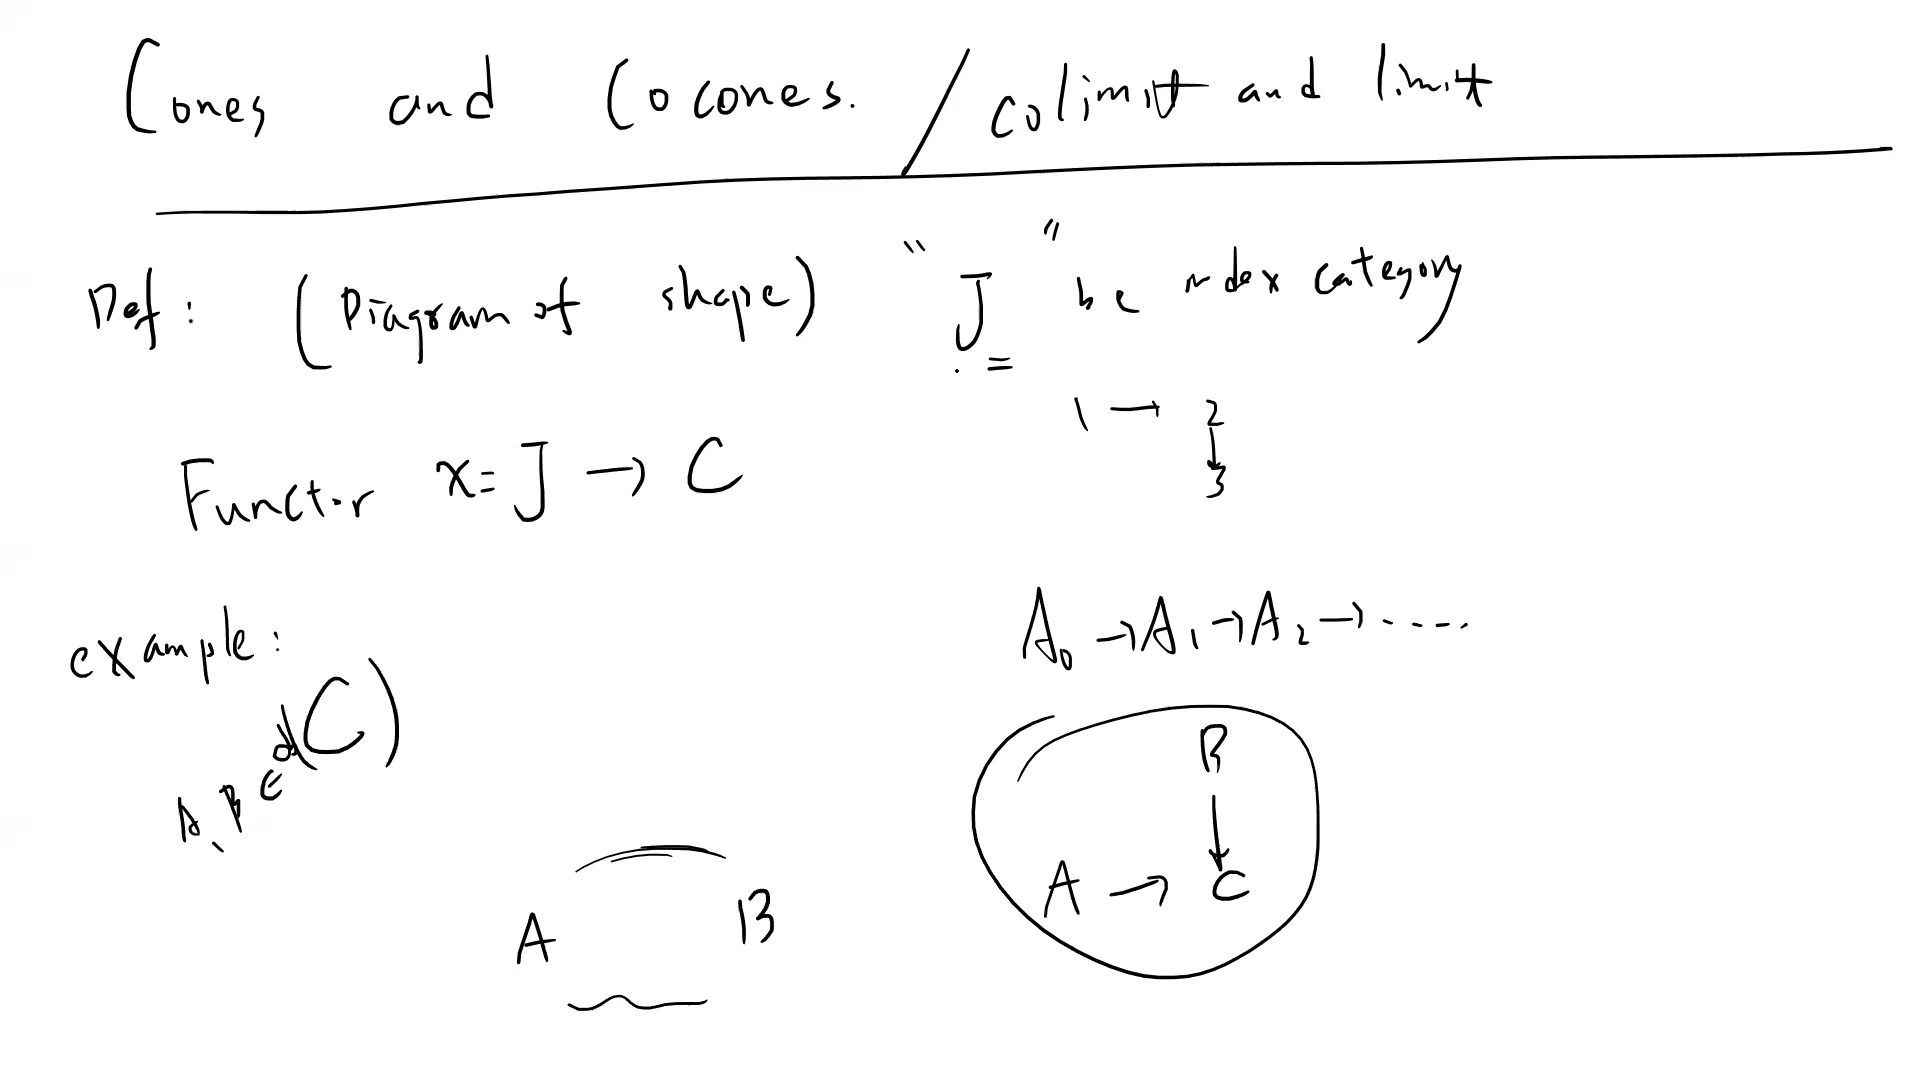 Cones and Cocones. / colimit and limit
Def: (Diagram of shape) "J" be index category
1 → 2
↓
3
Functor x= J → C
A₀ → A₁ → A₂ → .....
example:
A, B ∈ ob(C)
B
↓
A → C
A B